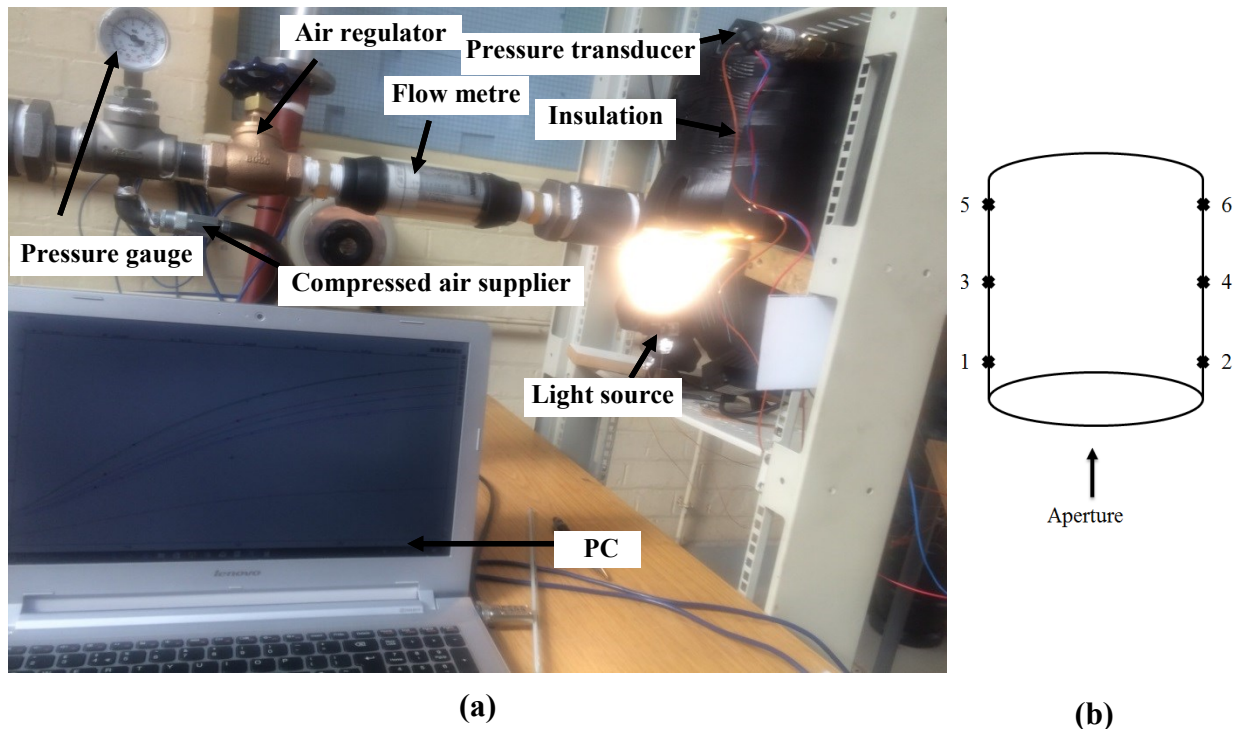 Air regulator
Pressure transducer
Flow metre
Insulation
Pressure gauge
Compressed air supplier
Light source
PC
lenovo
5
6
3
4
1
2
Aperture
(a)
(b)